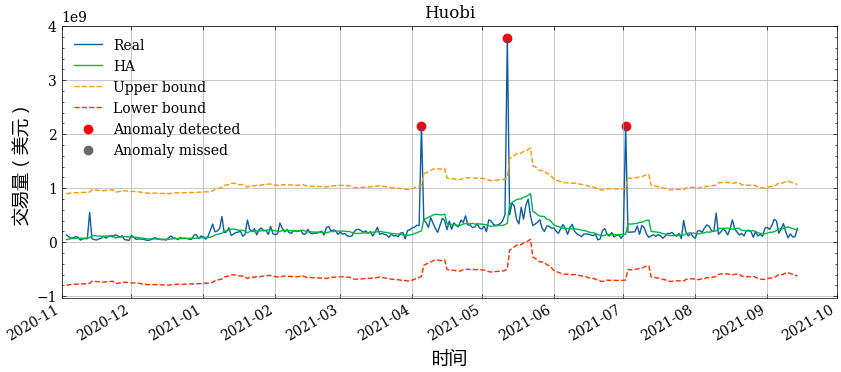 Huobi
1e9
Real
HA
Upper bound
Lower bound
Anomaly detected
Anomaly missed
4
3
2
1
0
−1
交易量(美元)
2020-11
2020-12
2021-01
2021-02
2021-03
2021-04
2021-05
2021-06
2021-07
2021-08
2021-09
2021-10
时间